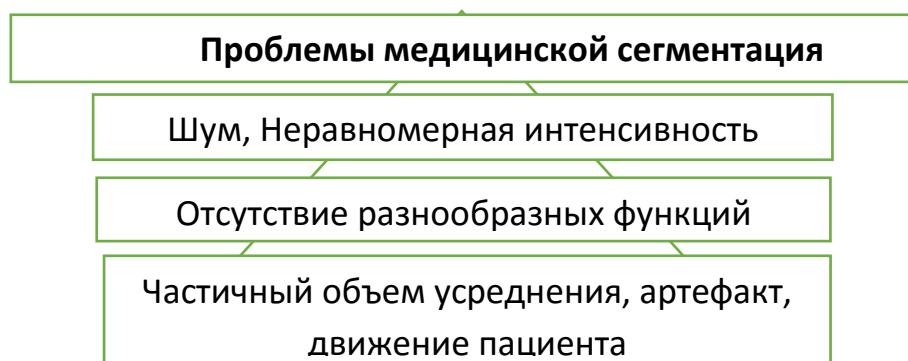 Проблемы медицинской сегментация
Шум, Неравномерная интенсивность
Отсутствие разнообразных функций
Частичный объем усреднения, артефакт,
движение пациента